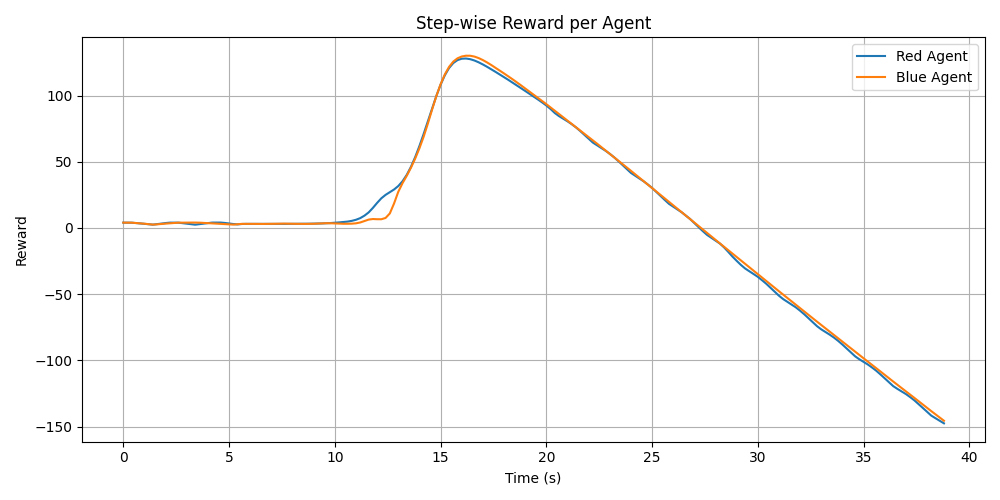 Step-wise Reward per Agent
Red Agent
Blue Agent
Reward
100
50
0
−50
−100
−150
0 5 10 15 20 25 30 35 40
Time (s)